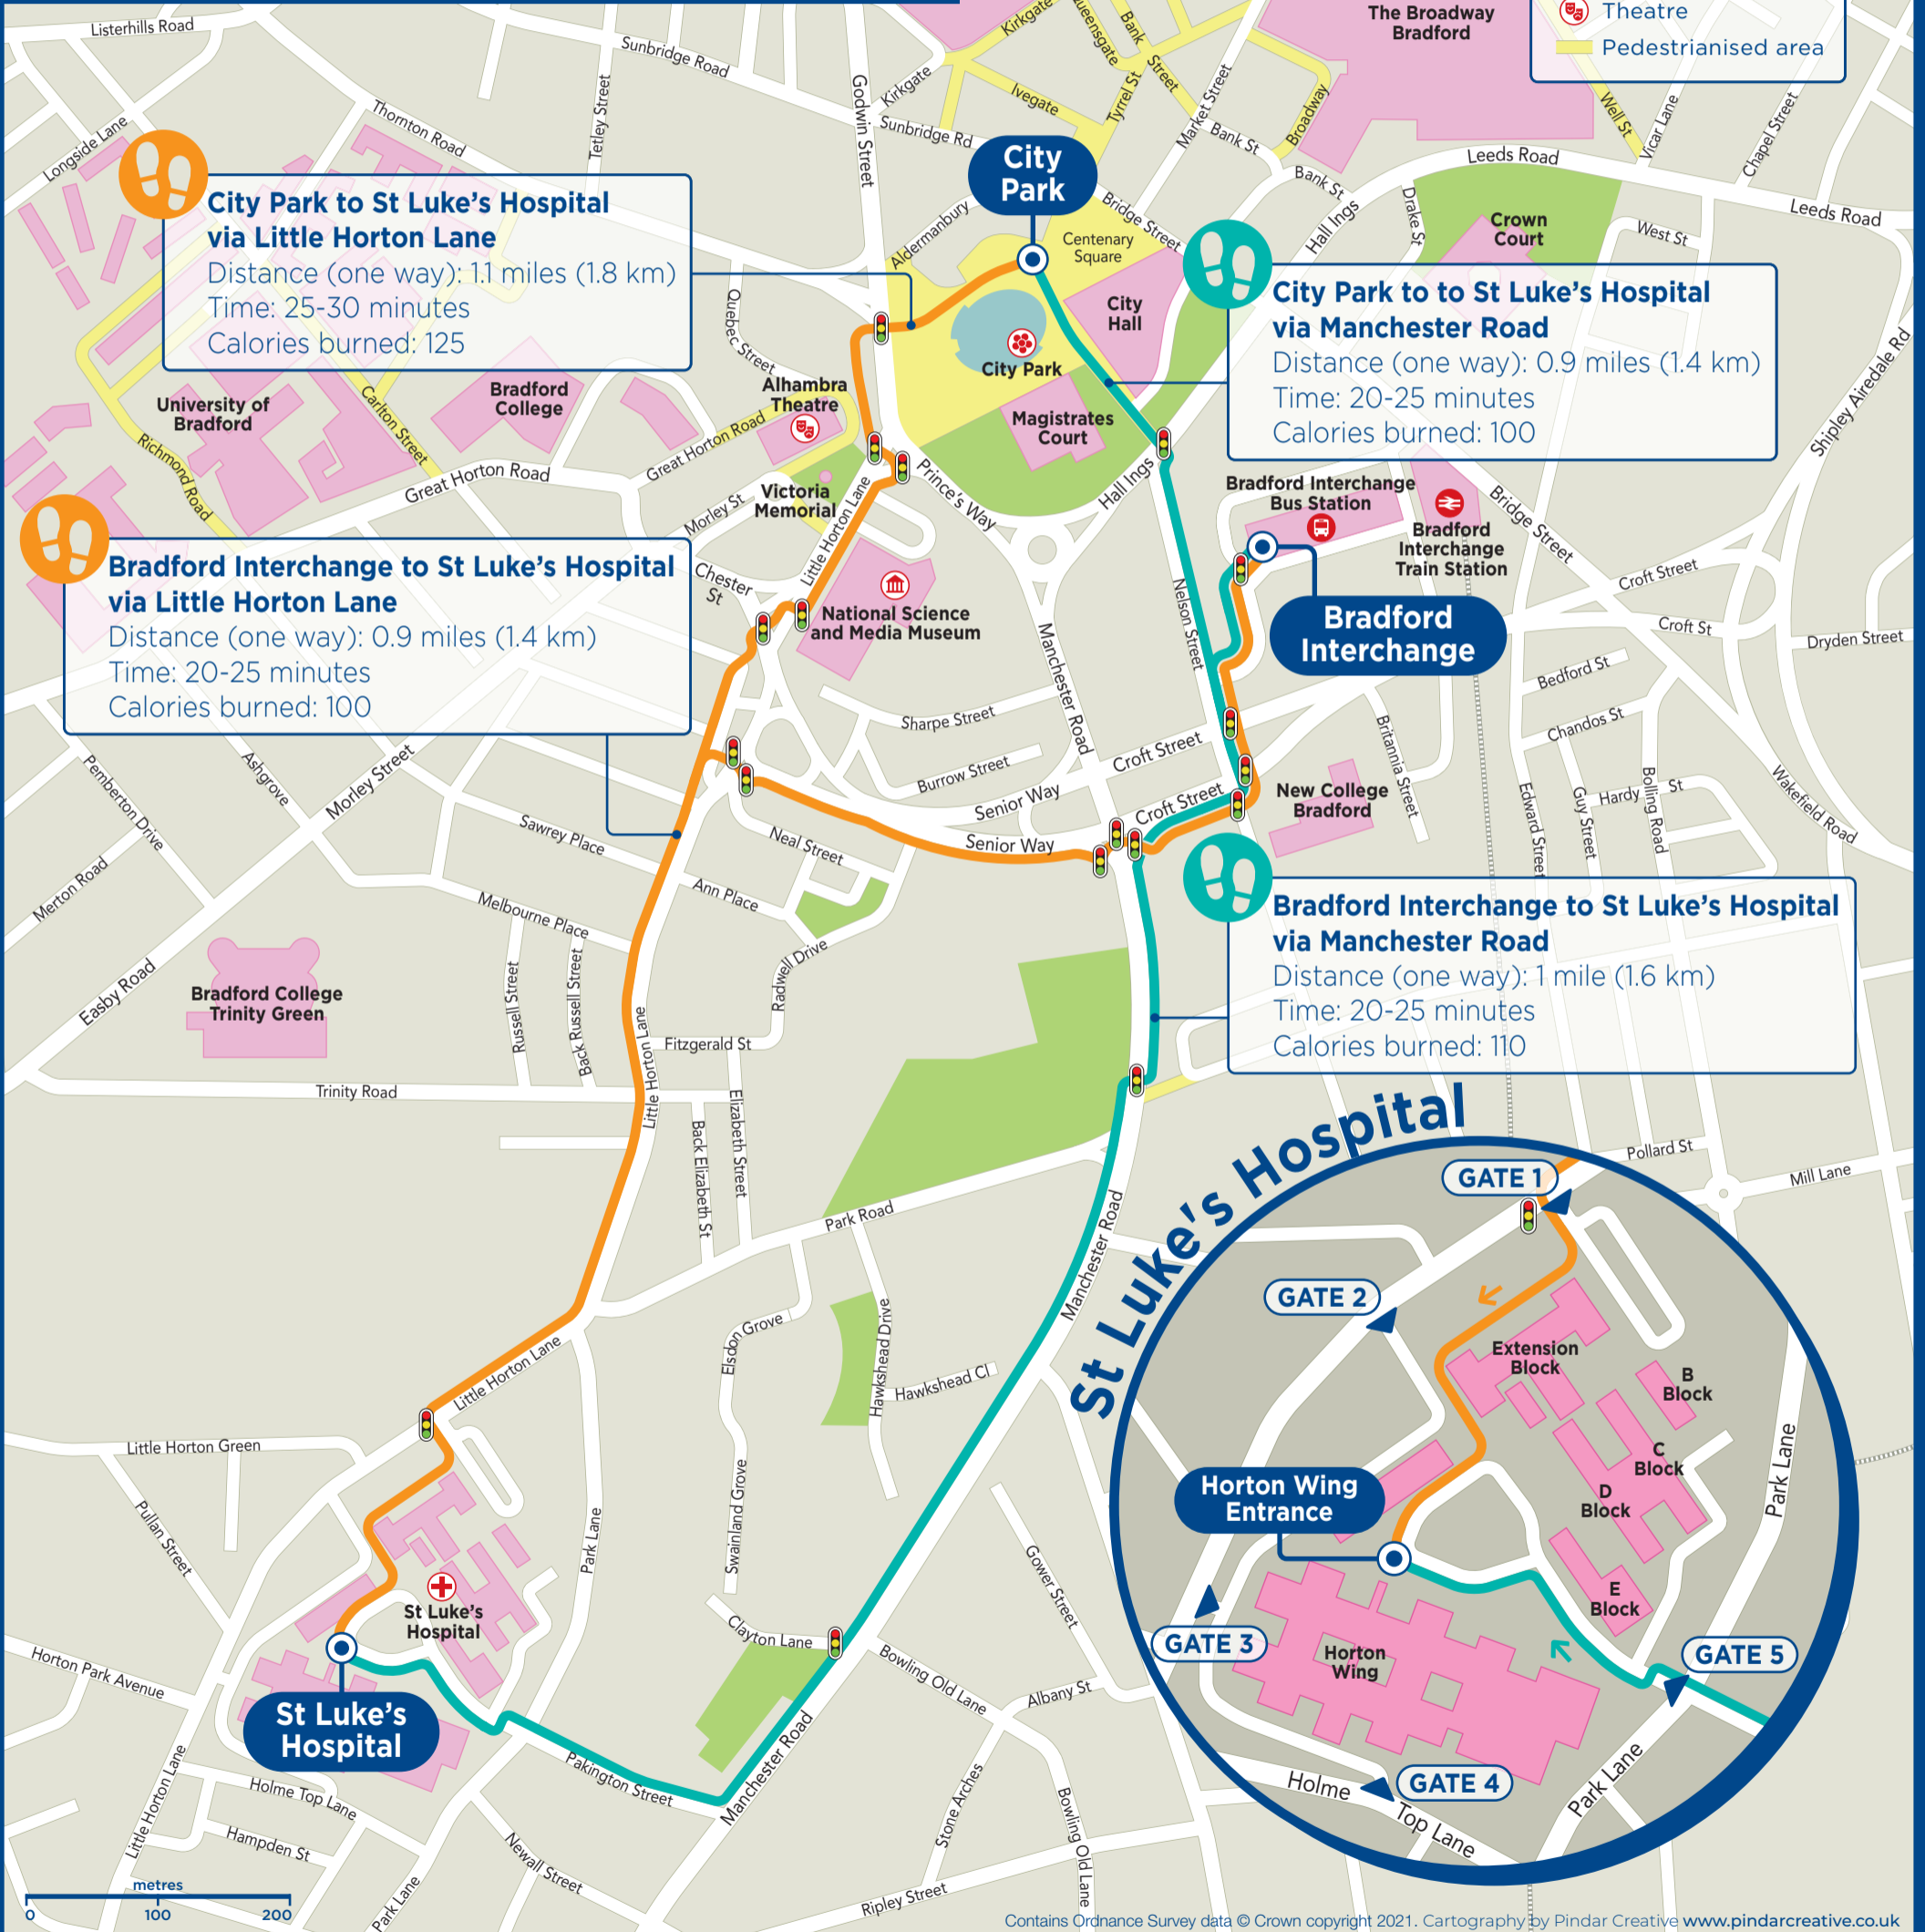 Listerhills Road
Sunbridge Road
Godwin Street
Kirkgate
Kirkgate
Queensgate
Bank
Street
Ivegate
Tyrrel St
Market Street
Bank St
Broadway
The Broadway
Bradford
Theatre
Pedestrianised area
Well St
Vicar Lane
Chapel Street
Longside Lane
Thornton Road
Tetley Street
Sunbridge Rd
City
Park
Bank St
Leeds Road
Leeds Road
Drake St
Hall Ings
Crown
Court
West St
Aldermanbury
Bridge Street
Centenary
Square
City
Hall
City Park
Magistrates
Court
City Park to St Luke's Hospital
via Little Horton Lane
Distance (one way): 1.1 miles (1.8 km)
Time: 25-30 minutes
Calories burned: 125
City Park to to St Luke's Hospital
via Manchester Road
Distance (one way): 0.9 miles (1.4 km)
Time: 20-25 minutes
Calories burned: 100
Quebec Street
Shipley Airedale Rd
University of
Bradford
Bradford
College
Carlton Street
Richmond Road
Alhambra
Theatre
Great Horton Road
Great Horton Road
Morley St
Victoria
Memorial
Little Horton Lane
Prince's Way
Hall Ings
Bradford Interchange
Bus Station
Bradford
Interchange
Train Station
Bridge Street
Croft Street
Croft St
Dryden Street
Bradford Interchange to St Luke's Hospital
via Little Horton Lane
Distance (one way): 0.9 miles (1.4 km)
Time: 20-25 minutes
Calories burned: 100
Chester
St
National Science
and Media Museum
Nelson Street
Bradford
Interchange
Manchester Road
Bedford St
Chandos St
Sharpe Street
Burrow Street
Croft Street
Senior Way
Senior Way
Croft Street
New College
Bradford
Britannia Street
Edward Street
Guy Street
Hardy
St
Bolling Road
Wakefield Road
Pemberton Drive
Ashgrove
Morley Street
Sawrey Place
Neal Street
Ann Place
Merton Road
Melbourne Place
Radwell Drive
Easby Road
Bradford College
Trinity Green
Russell Street
Back Russell Street
Little Horton Lane
Fitzgerald St
Trinity Road
Elizabeth Street
Back Elizabeth St
Bradford Interchange to St Luke's Hospital
via Manchester Road
Distance (one way): 1 mile (1.6 km)
Time: 20-25 minutes
Calories burned: 110
Park Road
Manchester Road
Pollard St
Mill Lane
Elsdon Grove
Hawkshead Drive
Hawkshead Cl
Little Horton Lane
Little Horton Green
Pullan Street
Swainland Grove
Park Lane
St Luke's
Hospital
Clayton Lane
Gower Street
Bowling Old Lane
Albany St
Horton Park Avenue
St Luke's
Hospital
Pakington Street
Manchester Road
Stone Arches
Bowling Old Lane
Holme Top Lane
Little Horton Lane
Hampden St
Newall Street
Park Lane
Ripley Street
St Luke's Hospital
GATE 1
GATE 2
Extension
Block
B
Block
C
Block
D
Block
Park Lane
Horton Wing
Entrance
E
Block
GATE 3
Horton
Wing
GATE 5
GATE 4
Holme
Top Lane
Park Lane
metres
0
100
200
Contains Ordnance Survey data © Crown copyright 2021. Cartography by Pindar Creative www.pindarcreative.co.uk